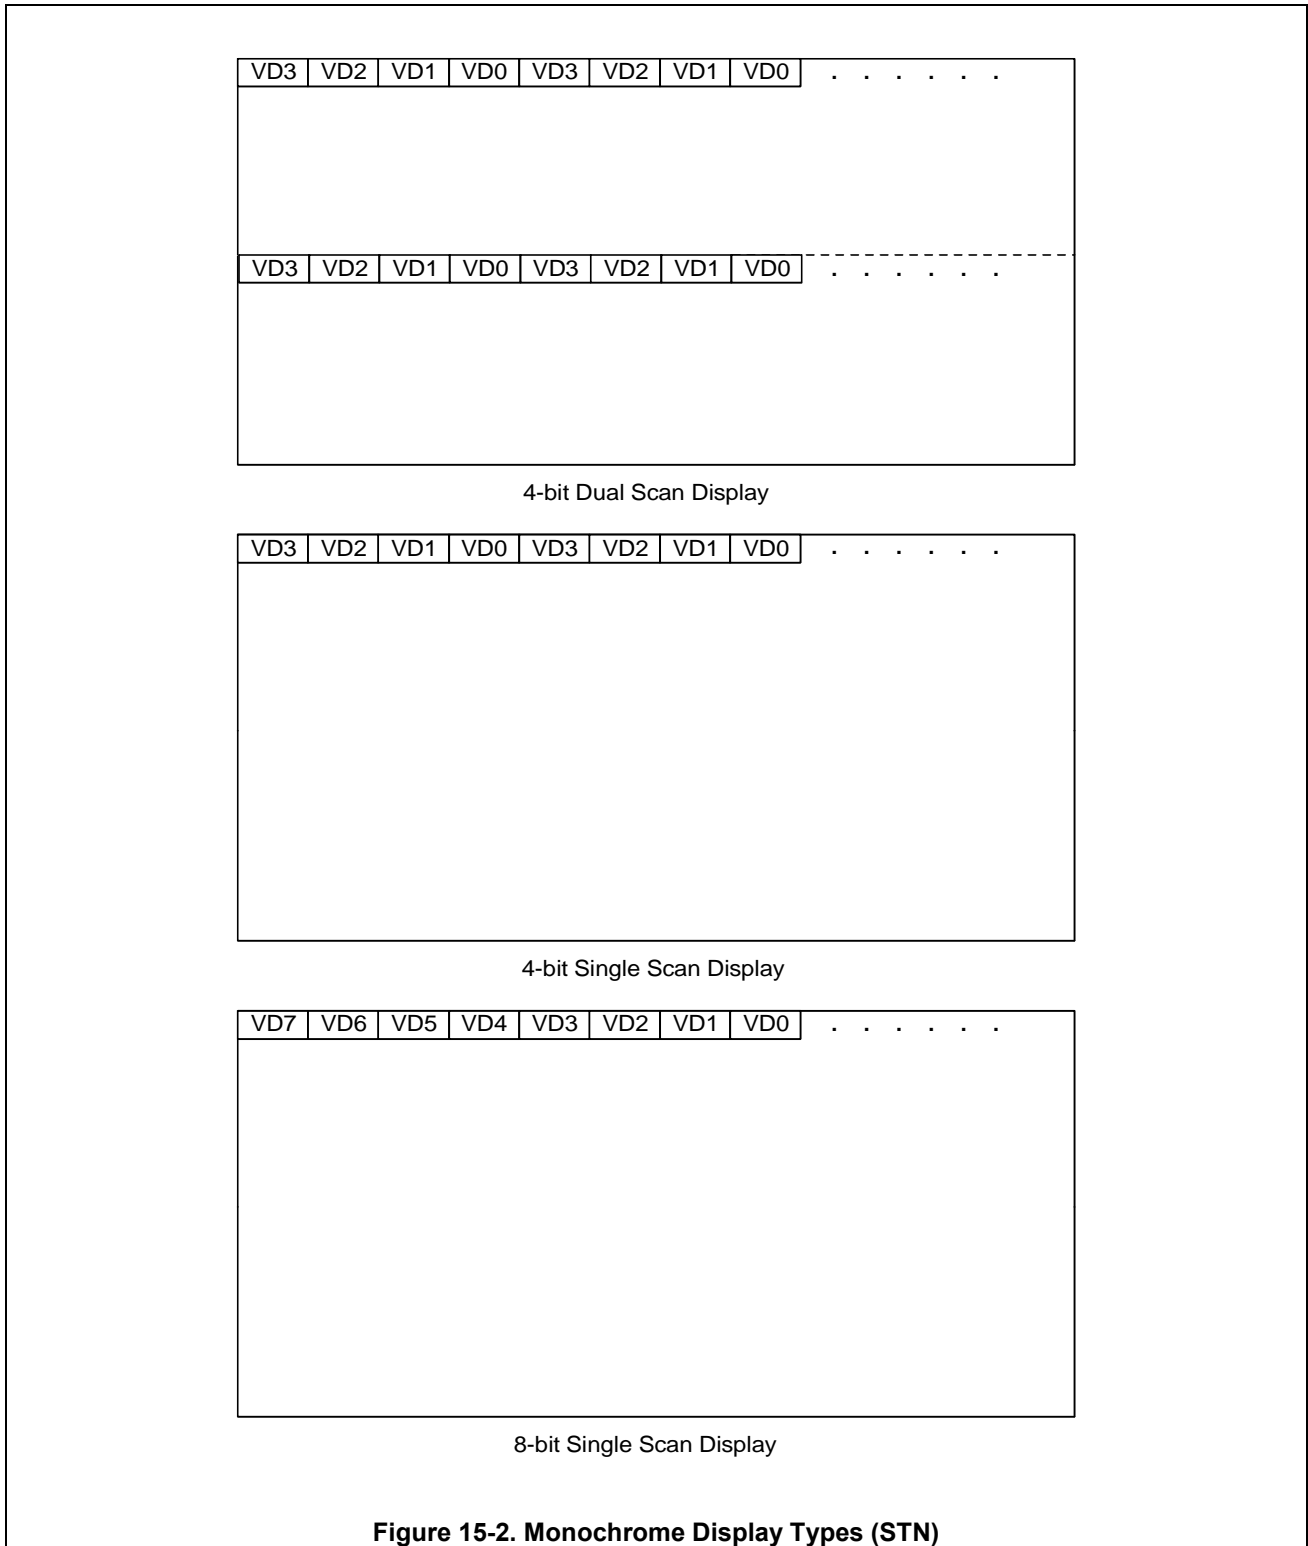 VD3 VD2 VD1 VD0 VD3 VD2 VD1 VD0 . . . . . .
VD3 VD2 VD1 VD0 VD3 VD2 VD1 VD0 . . . . . .
4-bit Dual Scan Display
VD3 VD2 VD1 VD0 VD3 VD2 VD1 VD0 . . . . . .
4-bit Single Scan Display
VD7 VD6 VD5 VD4 VD3 VD2 VD1 VD0 . . . . . .
8-bit Single Scan Display
Figure 15-2. Monochrome Display Types (STN)